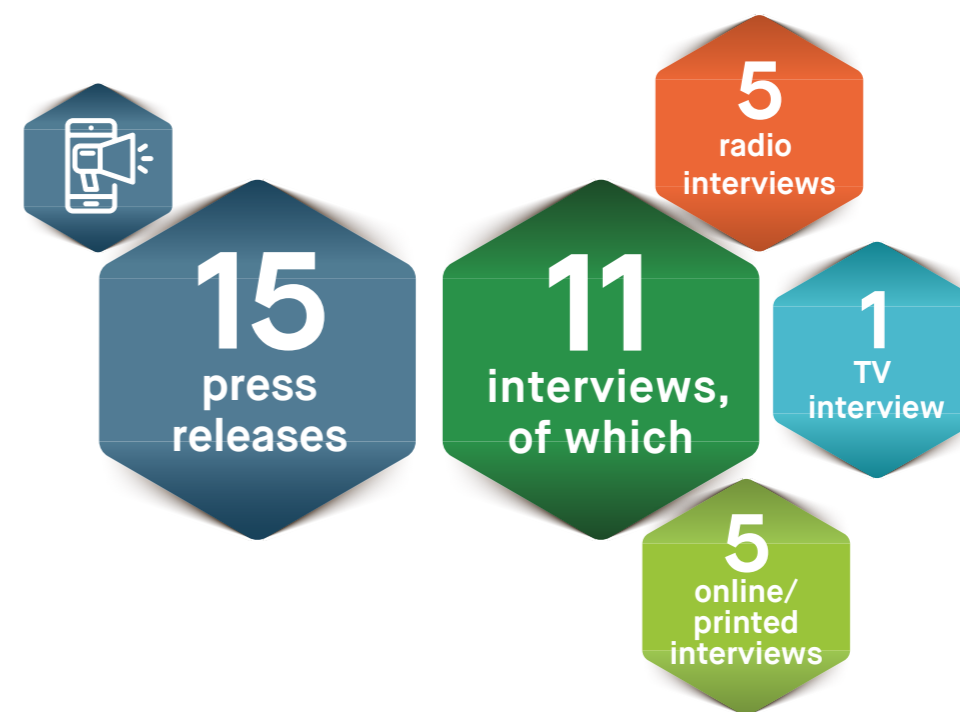 15
press
releases
11
interviews,
of which
5
radio
interviews
1
TV
interview
5
online/
printed
interviews